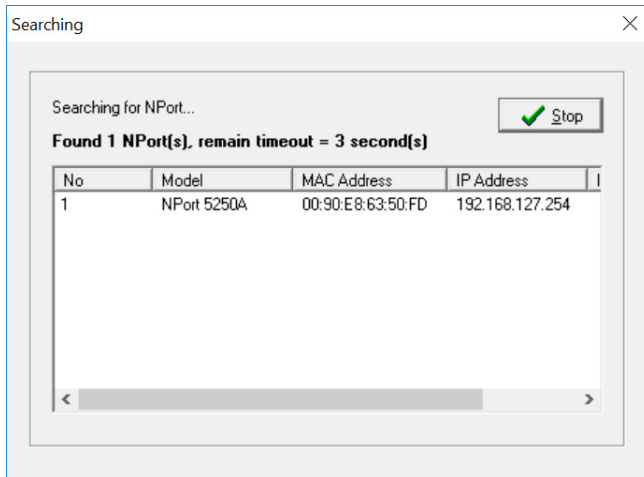 Searching
Searching for NPort...
Stop
Found 1 NPort(s), remain timeout = 3 second(s)
No Model MAC Address IP Address
1 NPort 5250A 00:90:E8:63:50:FD 192.168.127.254